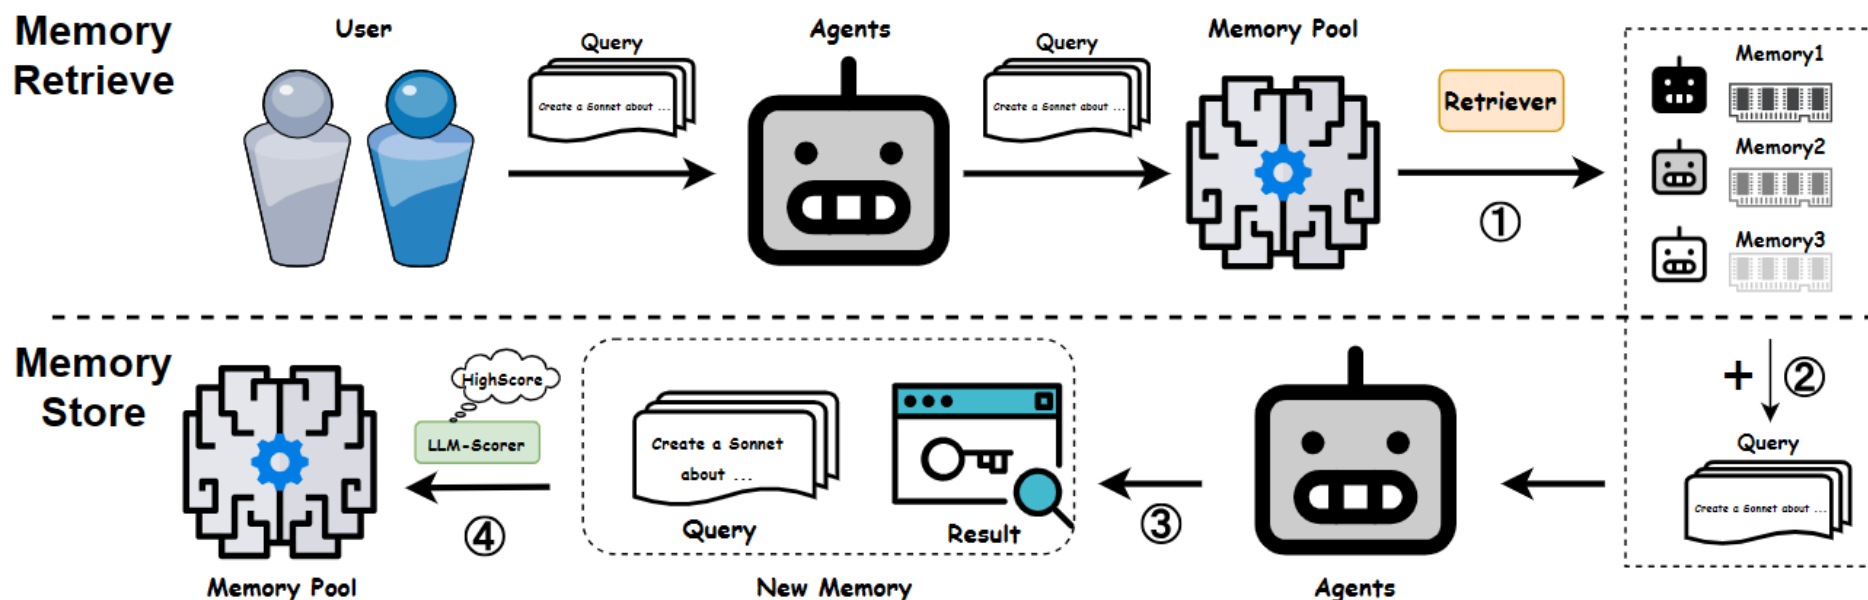 Memory
Retrieve
User
Query
Create a Sonnet about ...
Agents
Query
Create a Sonnet about ...
Memory Pool
Retriever
①
Memory1
Memory2
Memory3
Memory
Store
HighScore
LLM-Scorer
④
Memory Pool
Create a Sonnet
about ...
Query
Result
New Memory
③
Agents
+
②
Query
Create a Sonnet about ...